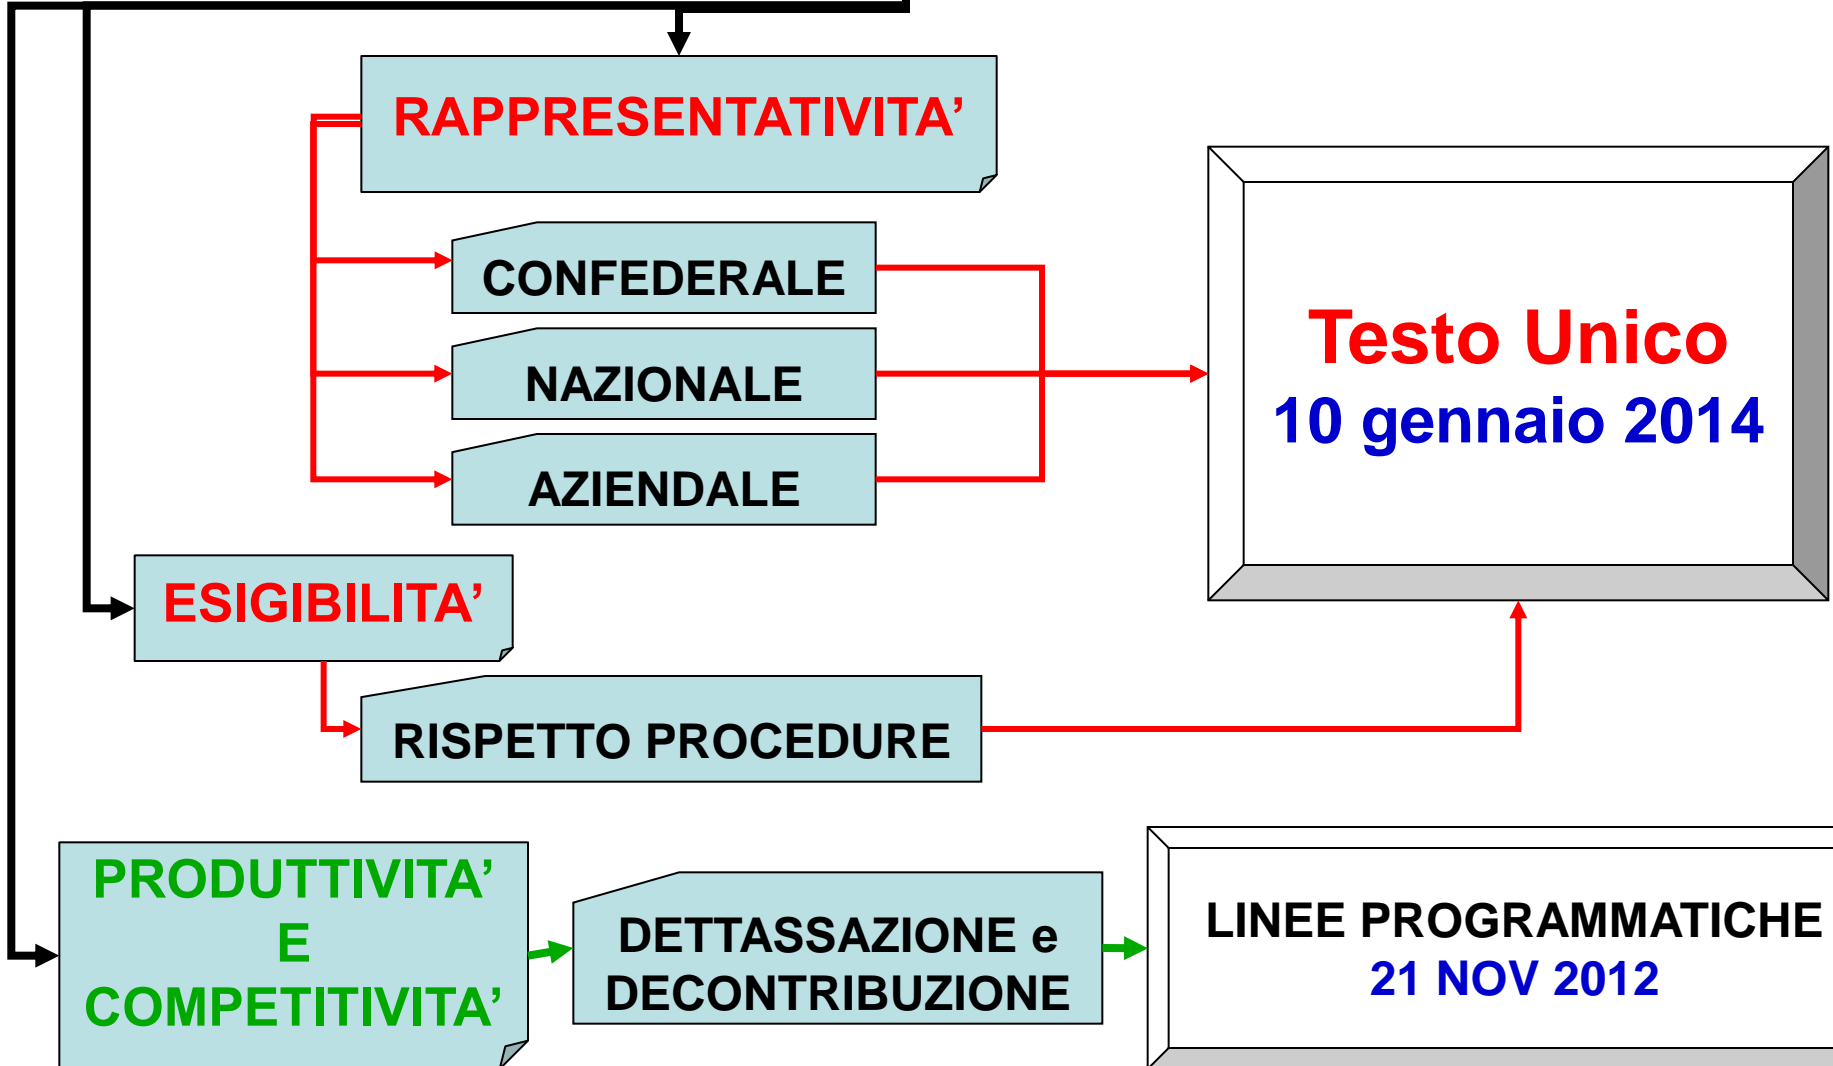 RAPPRESENTATIVITA’
CONFEDERALE
NAZIONALE
AZIENDALE
Testo Unico
10 gennaio 2014
ESIGIBILITA’
RISPETTO PROCEDURE
PRODUTTIVITA’
E
COMPETITIVITA’
DETTASSAZIONE e
DECONTRIBUZIONE
LINEE PROGRAMMATICHE
21 NOV 2012